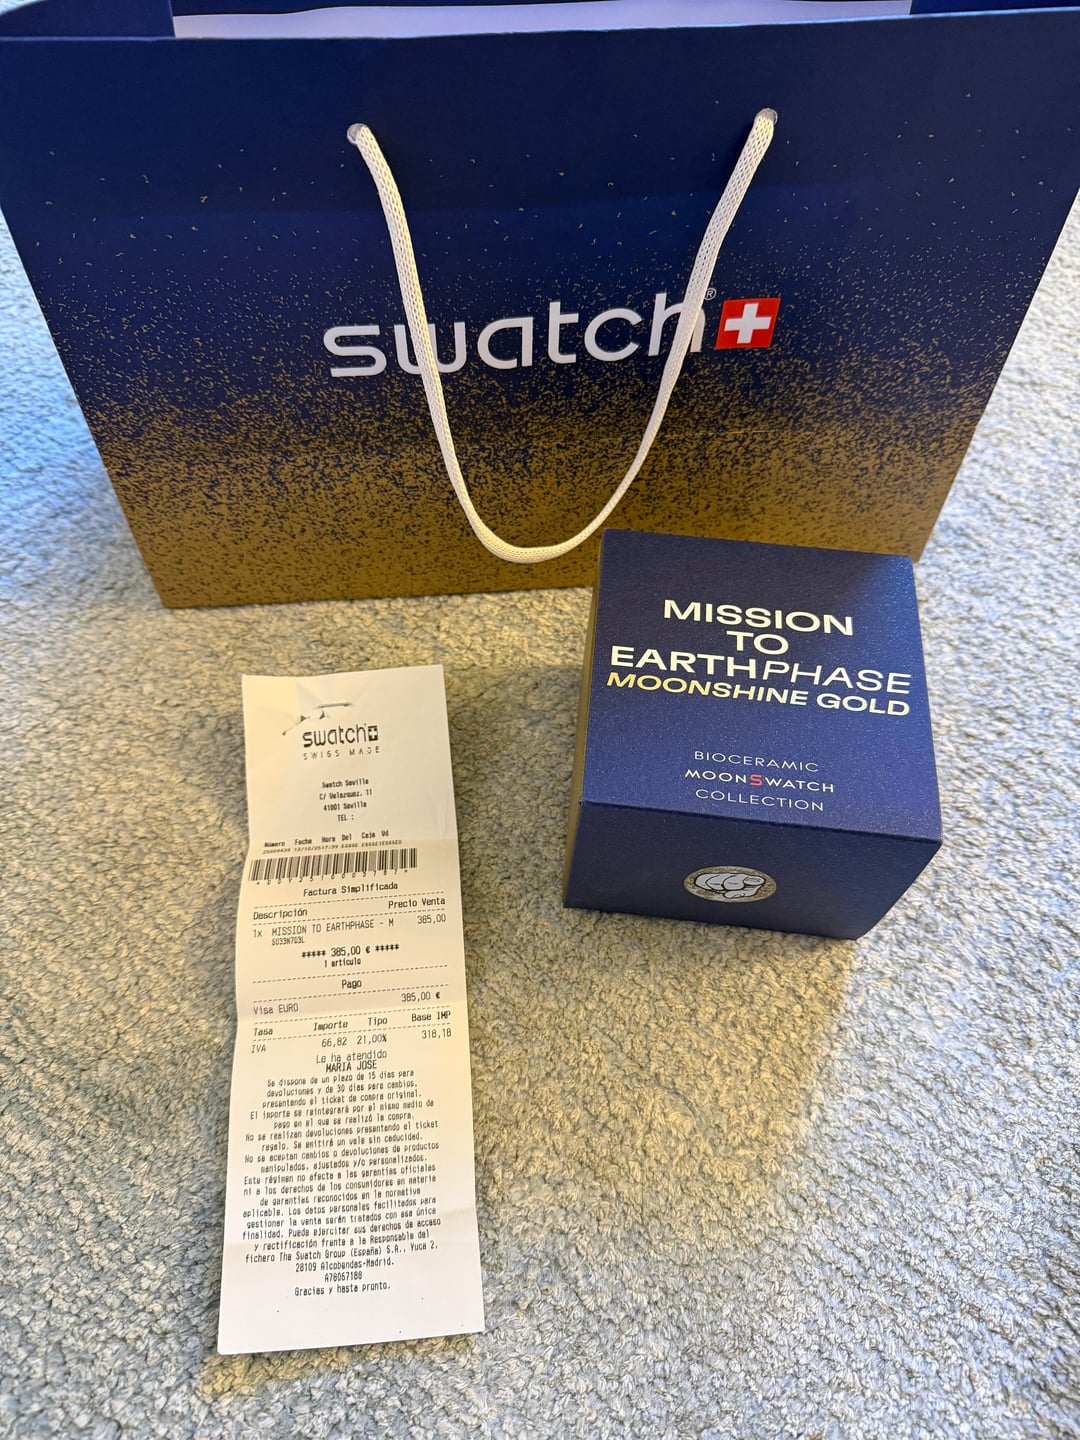 swatch®
MISSION
TO
EARTHPHASE
MOONSHINE GOLD
BIOCERAMIC
MOONSWATCH
COLLECTION
swatch
SWISS MADE
Swatch Sevilla
C/ Velazquez, 11
41001 Sevilla
TEL :
Número Fecha Hora Del Caja Vd
Factura Simplificada
Descripción Precio Venta
1x MISSION TO EARTHPHASE - M 385,00
SO33N703L
***** 385,00 € *****
1 artículo
Pago
Visa EURO 385,00 €
Tasa Importe Tipo Base IMP
IVA 66,82 21,00% 318,18
Le ha atendido
MARIA JOSE
Se dispone de un plazo de 15 dias para
devoluciones y de 30 dias para cambios,
presentando el ticket de compra original.
El importe se reintegrará por el mismo medio de
pago en el que se realizó la compra.
No se realizan devoluciones presentando el ticket
regalo. Se emitirá un vale sin caducidad.
No se aceptan cambios o devoluciones de productos
manipulados, ajustados y/o personalizados.
Este régimen no afecta a las garantías oficiales
ni a los derechos de los consumidores en materia
de garantías reconocidos en la normativa
aplicable. Los datos personales facilitados para
gestionar la venta serán tratados con esa única
finalidad. Puede ejercitar sus derechos de acceso
y rectificación frente a la Responsable del
fichero The Swatch Group (España) S.A., Yuca 2,
28109 Alcobendas-Madrid.
A78067188
Gracias y hasta pronto.